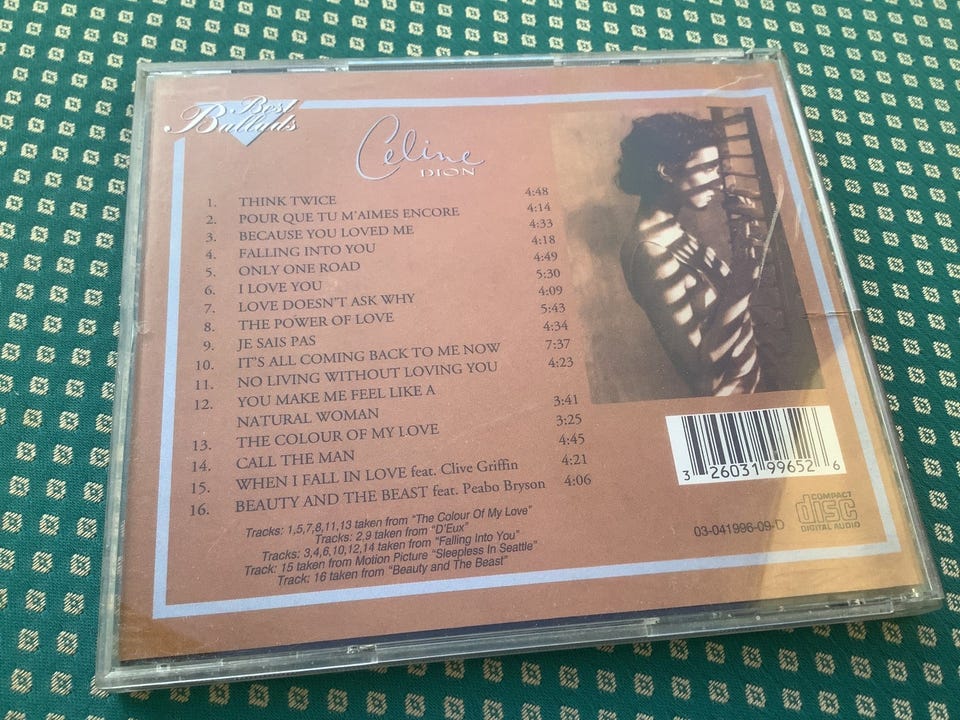 Best
Ballads
Celine
DION
1. THINK TWICE 4:48
2. POUR QUE TU M'AIMES ENCORE 4:14
3. BECAUSE YOU LOVED ME 4:33
4. FALLING INTO YOU 4:18
5. ONLY ONE ROAD 4:49
6. I LOVE YOU 5:30
7. LOVE DOESN'T ASK WHY 4:09
8. THE POWER OF LOVE 5:43
9. JE SAIS PAS 4:34
10. IT'S ALL COMING BACK TO ME NOW 7:37
11. NO LIVING WITHOUT LOVING YOU 4:23
12. YOU MAKE ME FEEL LIKE A
NATURAL WOMAN 3:41
13. THE COLOUR OF MY LOVE 3:25
14. CALL THE MAN 4:45
15. WHEN I FALL IN LOVE feat. Clive Griffin 4:21
16. BEAUTY AND THE BEAST feat. Peabo Bryson 4:06
Tracks: 1,5,7,8,11,13 taken from "The Colour Of My Love"
Tracks: 2,9 taken from "D'Eux"
Tracks: 3,4,6,10,12,14 taken from "Falling Into You"
Track: 15 taken from Motion Picture "Sleepless In Seattle"
Track: 16 taken from "Beauty and The Beast"
3 26031 99652 6
03-041996-09-D
COMPACT
disc
DIGITAL AUDIO